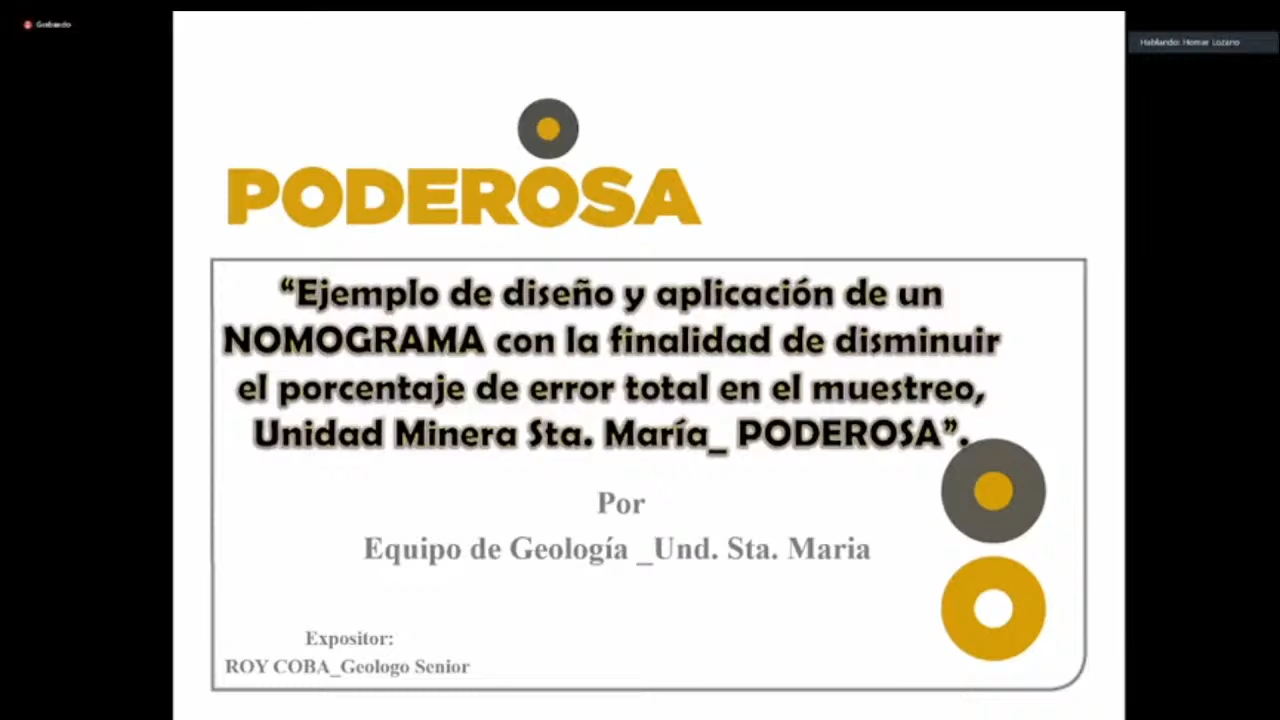 Grabando
Hablando: Homar Lozano
PODEROSA
“Ejemplo de diseño y aplicación de un
NOMOGRAMA con la finalidad de disminuir
el porcentaje de error total en el muestreo,
Unidad Minera Sta. María_ PODEROSA”.
Por
Equipo de Geología _Und. Sta. Maria
Expositor:
ROY COBA_Geologo Senior